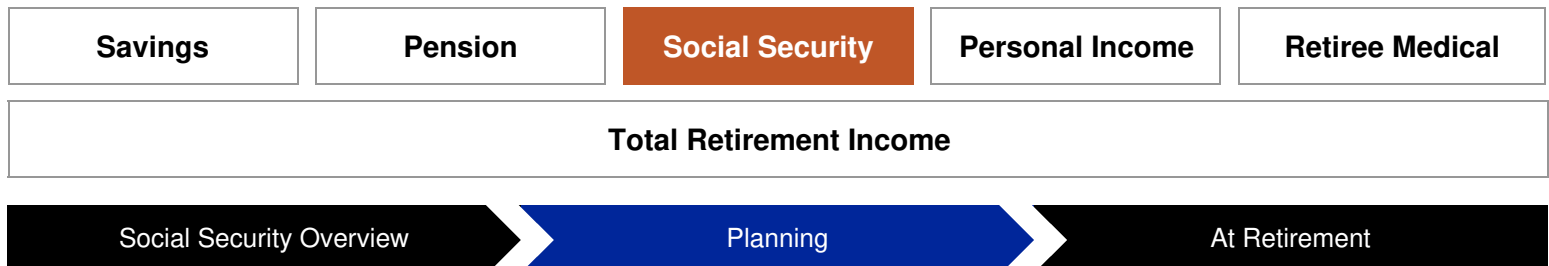 Savings Pension Social Security Personal Income Retiree Medical
Total Retirement Income
Social Security Overview Planning At Retirement